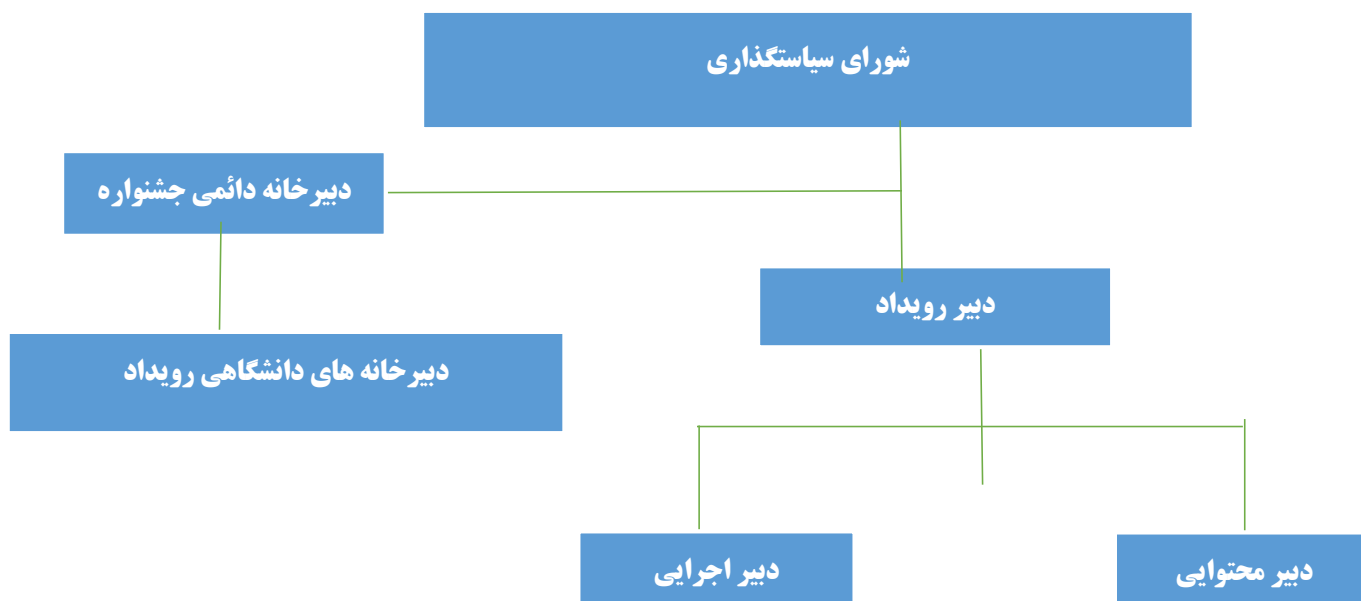 شورای سیاستگذاری
دبیرخانه دائمی جشنواره
دبیر رویداد
دبیرخانه های دانشگاهی رویداد
دبیر محتوایی
دبیر اجرایی